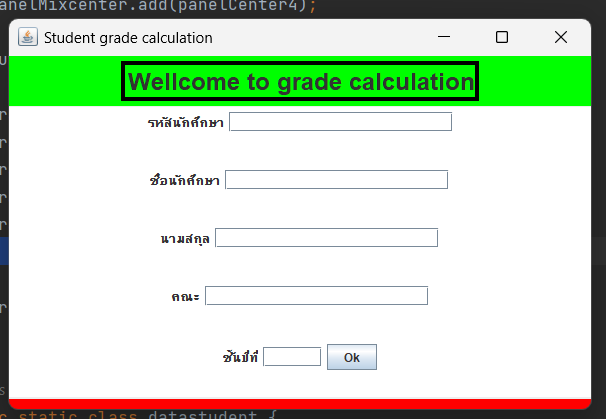 anelMixcenter.add(panelCenter4);
Student grade calculation
Wellcome to grade calculation
รหัสนักศึกษา
ชื่อนักศึกษา
นามสกุล
คณะ
ชั้นปีที่
Ok
c static class datastudent {